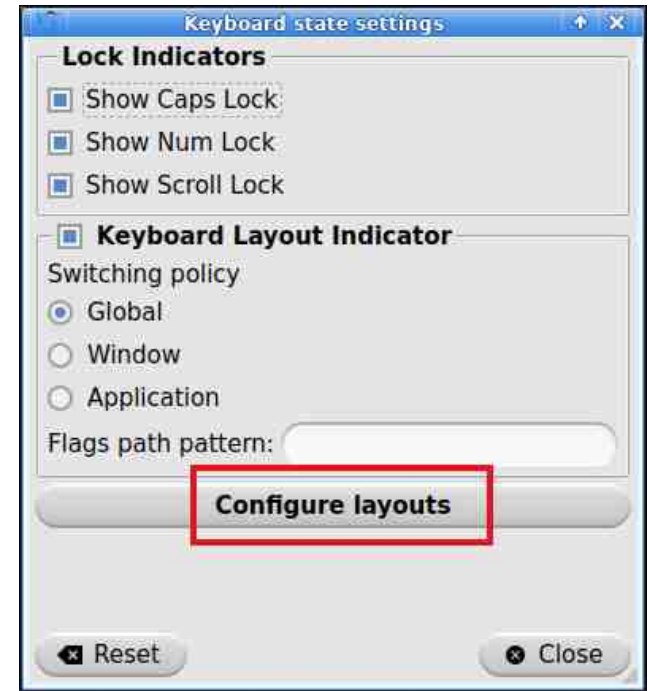 Keyboard state settings
Lock Indicators
Show Caps Lock
Show Num Lock
Show Scroll Lock
Keyboard Layout Indicator
Switching policy
Global
Window
Application
Flags path pattern:
Configure layouts
Reset
Close